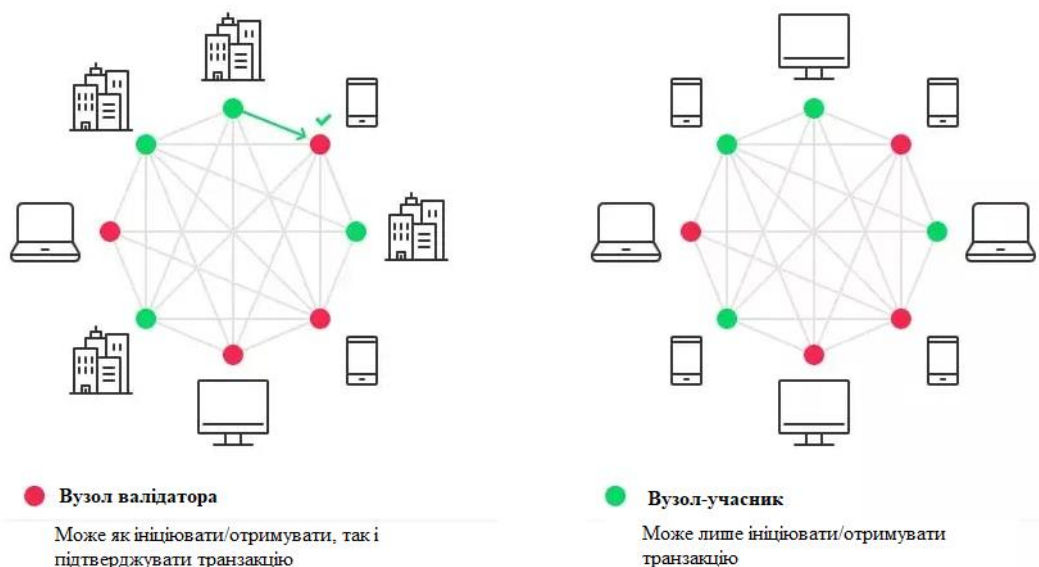 Вузол валідатора
Може як ініціювати/отримувати, так і
підтверджувати транзакцію
Вузол-учасник
Може лише ініціювати/отримувати
транзакцію